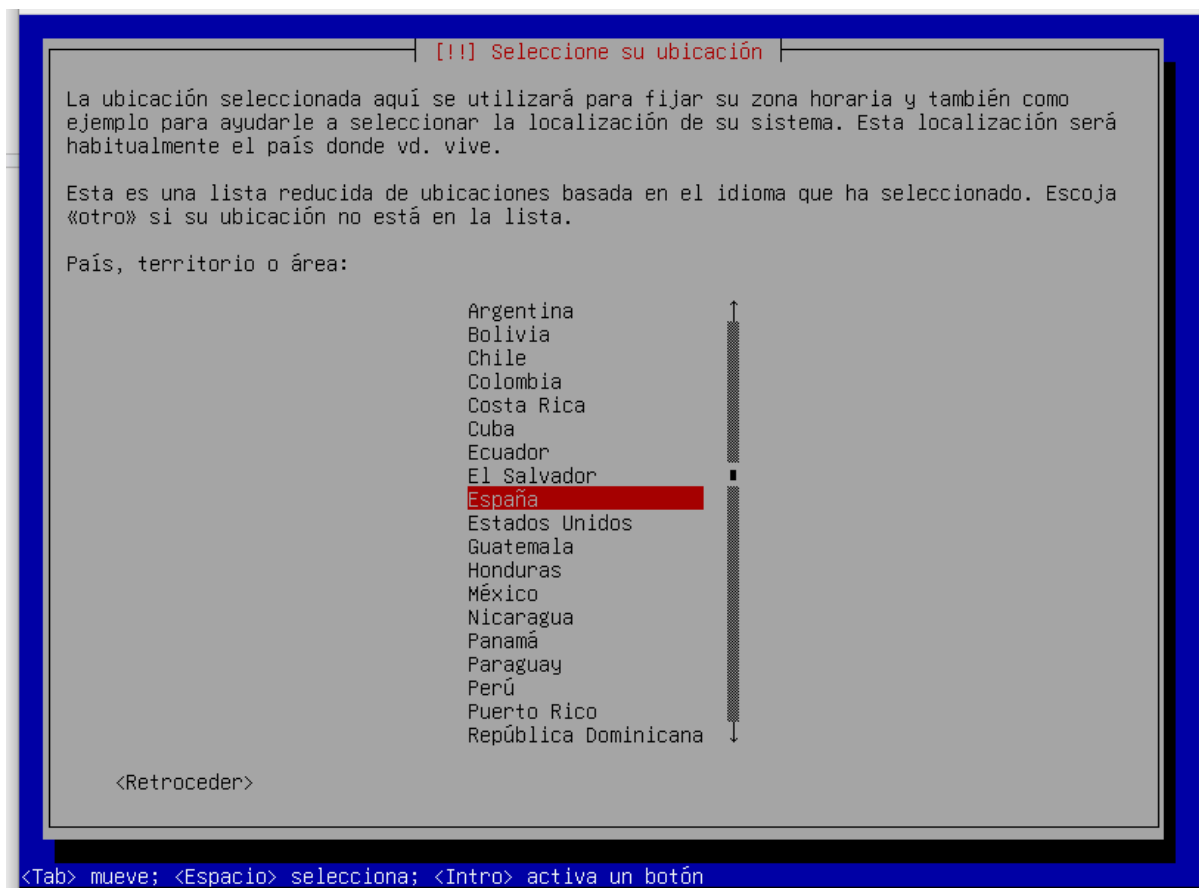 [!!] Seleccione su ubicación
La ubicación seleccionada aquí se utilizará para fijar su zona horaria y también como
ejemplo para ayudarle a seleccionar la localización de su sistema. Esta localización será
habitualmente el país donde vd. vive.
Esta es una lista reducida de ubicaciones basada en el idioma que ha seleccionado. Escoja
«otro» si su ubicación no está en la lista.
País, territorio o área:
Argentina
Bolivia
Chile
Colombia
Costa Rica
Cuba
Ecuador
El Salvador
España
Estados Unidos
Guatemala
Honduras
México
Nicaragua
Panamá
Paraguay
Perú
Puerto Rico
República Dominicana
<Retroceder>
<Tab> mueve; <Espacio> selecciona; <Intro> activa un botón